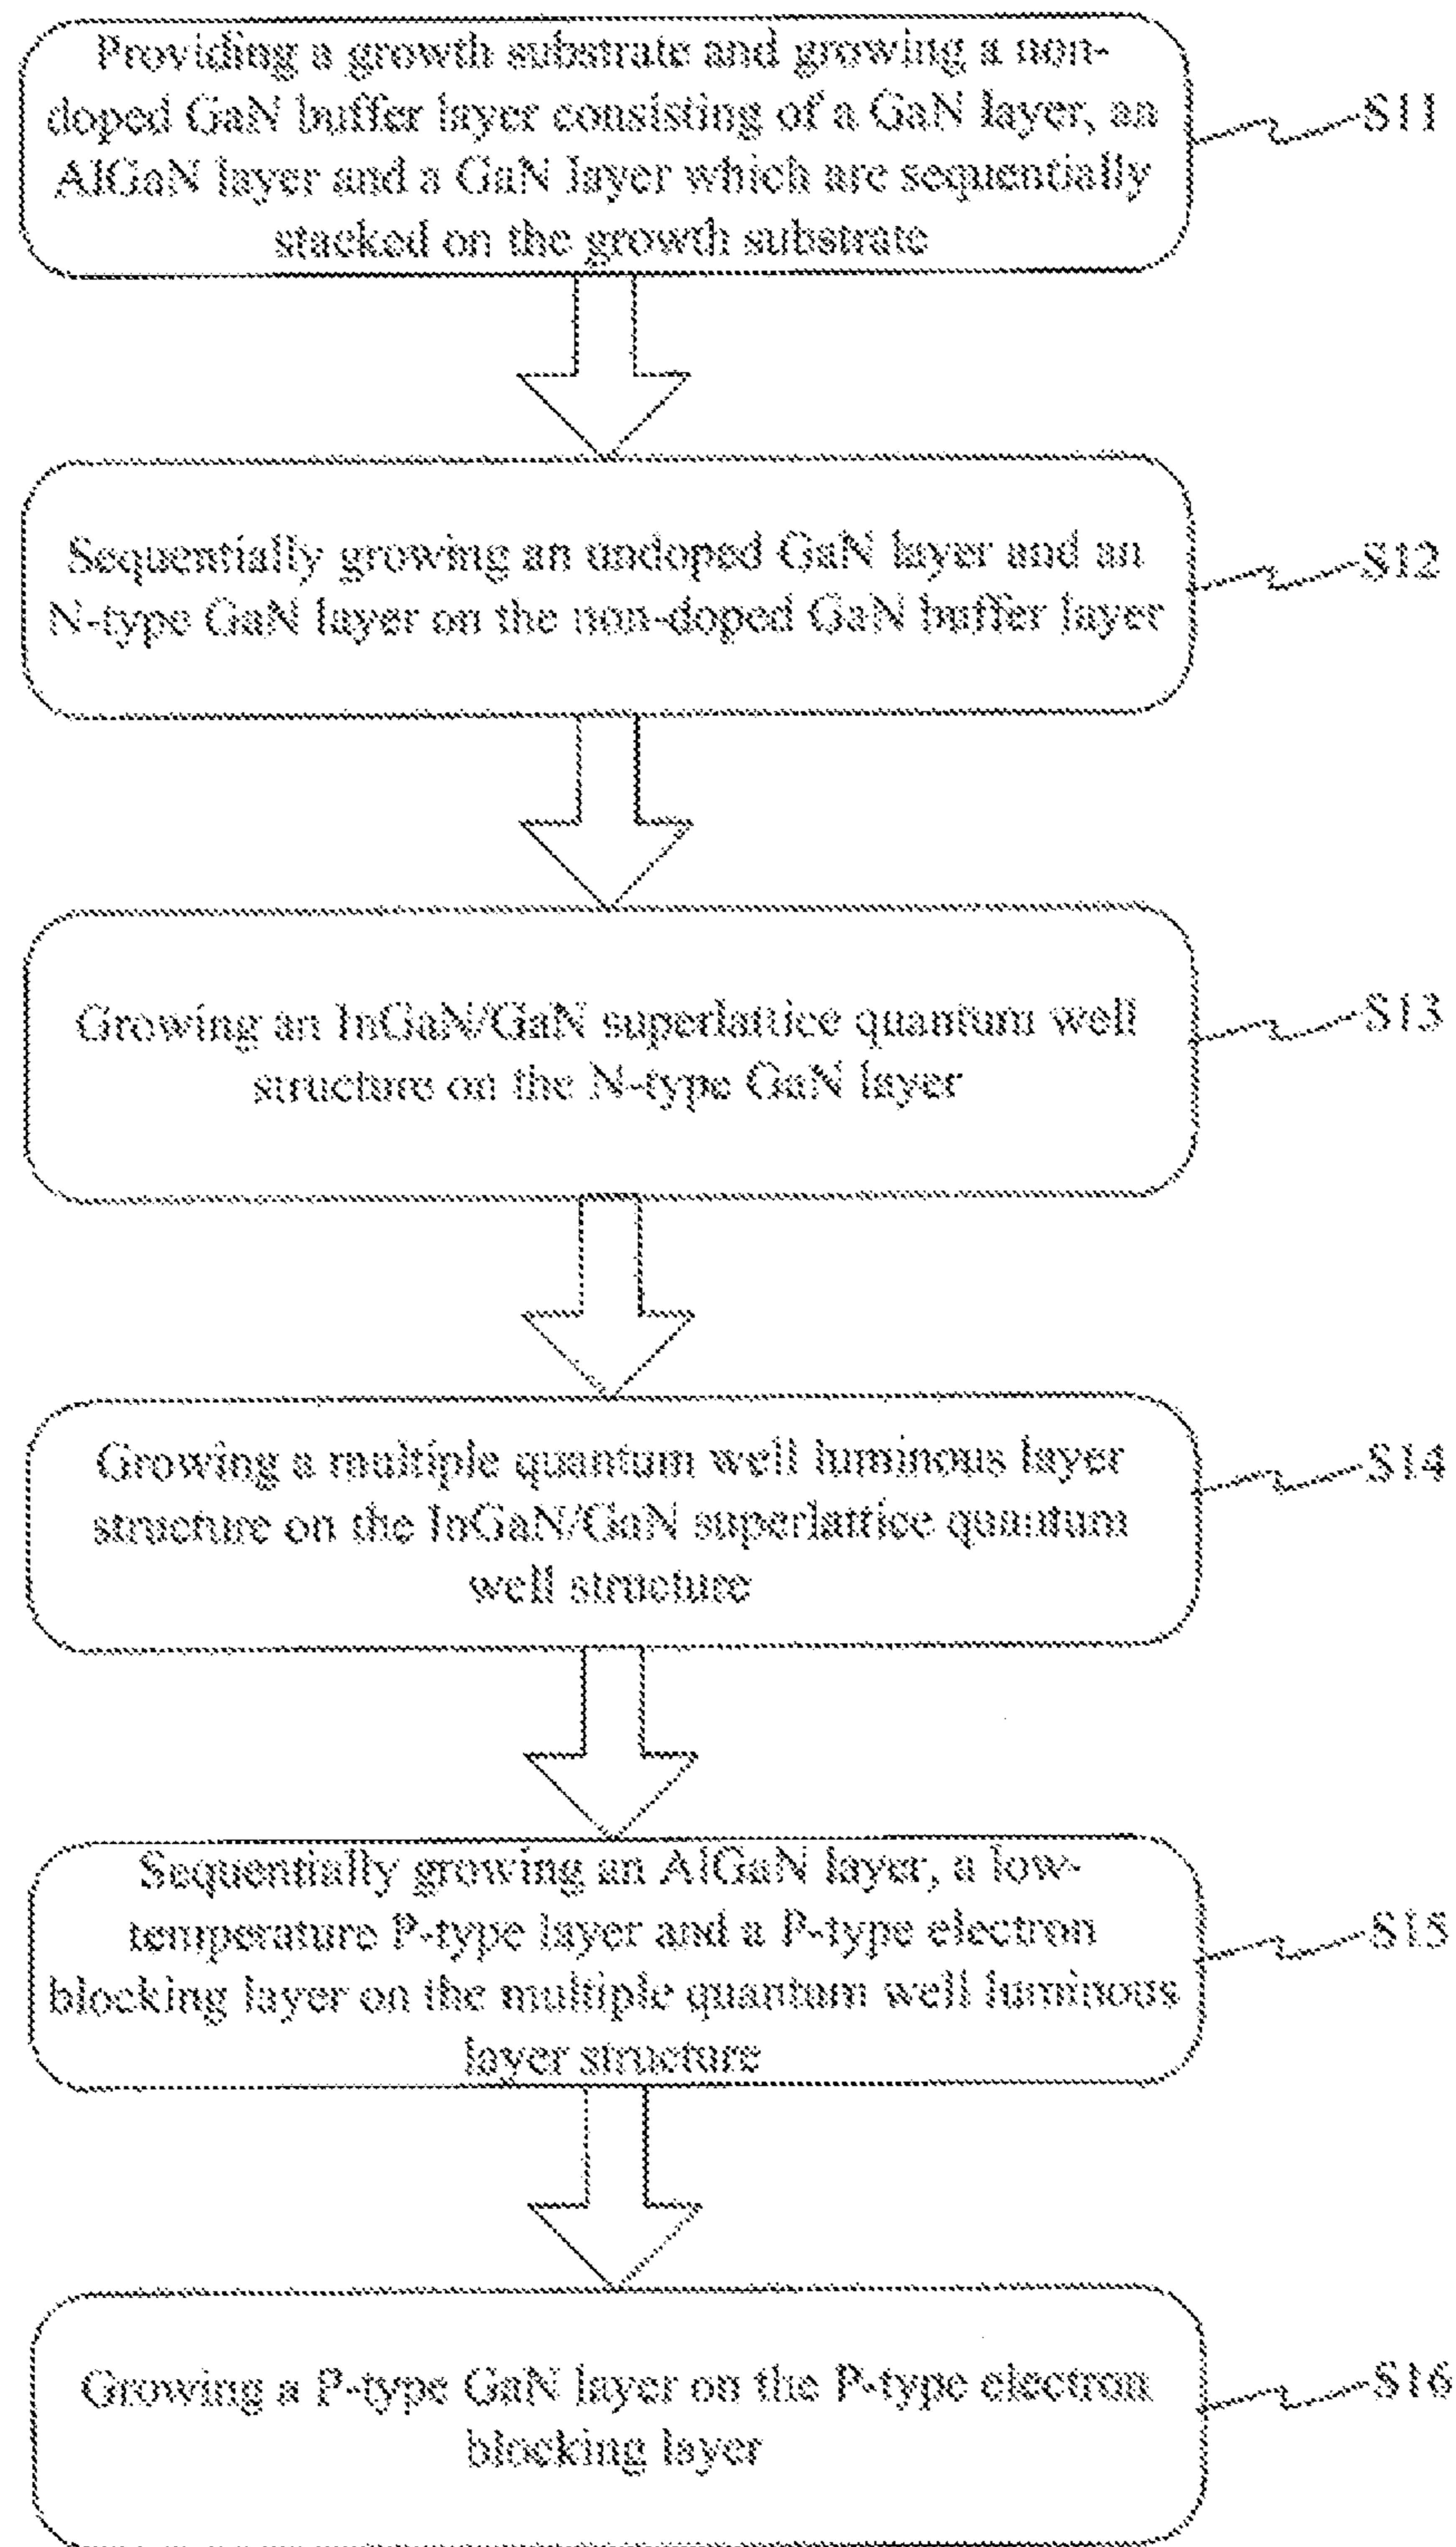 Providing a growth substrate and growing a non-
doped GaN buffer layer consisting of a GaN layer, an
AlGaN layer and a GaN layer which are sequentially
stacked on the growth substrate
S11
Sequentially growing an undoped GaN layer and an
N-type GaN layer on the non-doped GaN buffer layer
S12
Growing an InGaN/GaN superlattice quantum well
structure on the N-type GaN layer
S13
Growing a multiple quantum well luminous layer
structure on the InGaN/GaN superlattice quantum
well structure
S14
Sequentially growing an AlGaN layer, a low-
temperature P-type layer and a P-type electron
blocking layer on the multiple quantum well luminous
layer structure
S15
Growing a P-type GaN layer on the P-type electron
blocking layer
S16